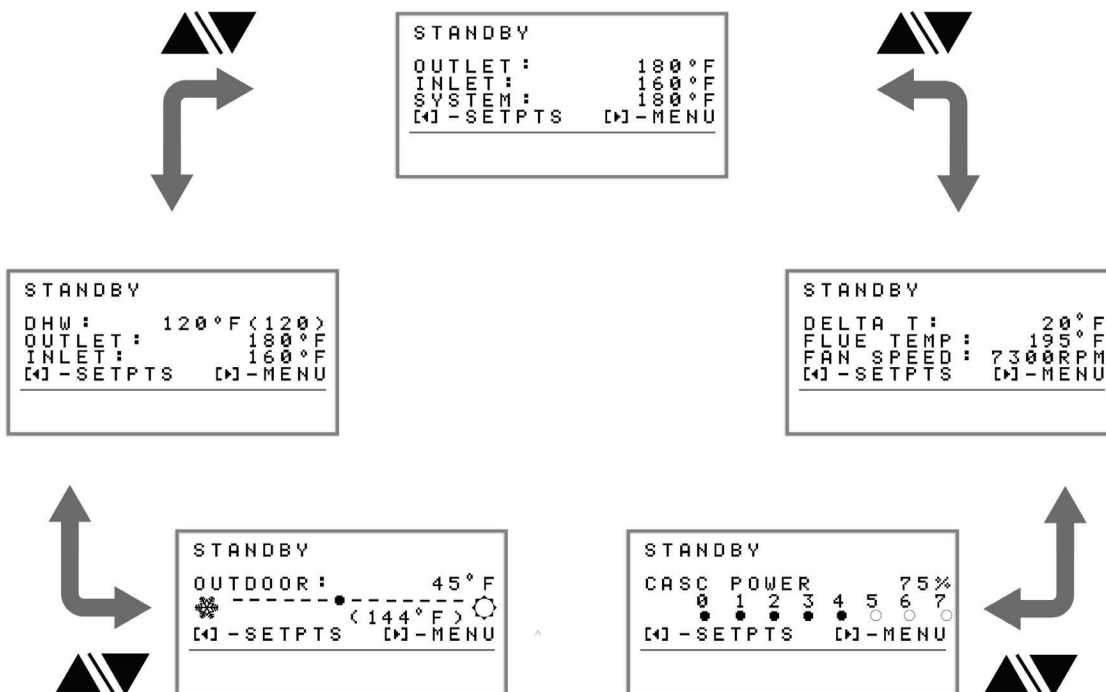 STANDBY
OUTLET: 180°F
INLET: 160°F
SYSTEM: 180°F
[◂]-SETPTS [▸]-MENU
STANDBY
DHW: 120°F(120)
OUTLET: 180°F
INLET: 160°F
[◂]-SETPTS [▸]-MENU
STANDBY
DELTA T: 20°F
FLUE TEMP: 195°F
FAN SPEED: 7300RPM
[◂]-SETPTS [▸]-MENU
STANDBY
OUTDOOR: 45°F
(144°F)
[◂]-SETPTS [▸]-MENU
STANDBY
CASC POWER 75%
0 1 2 3 4 5 6 7
[◂]-SETPTS [▸]-MENU